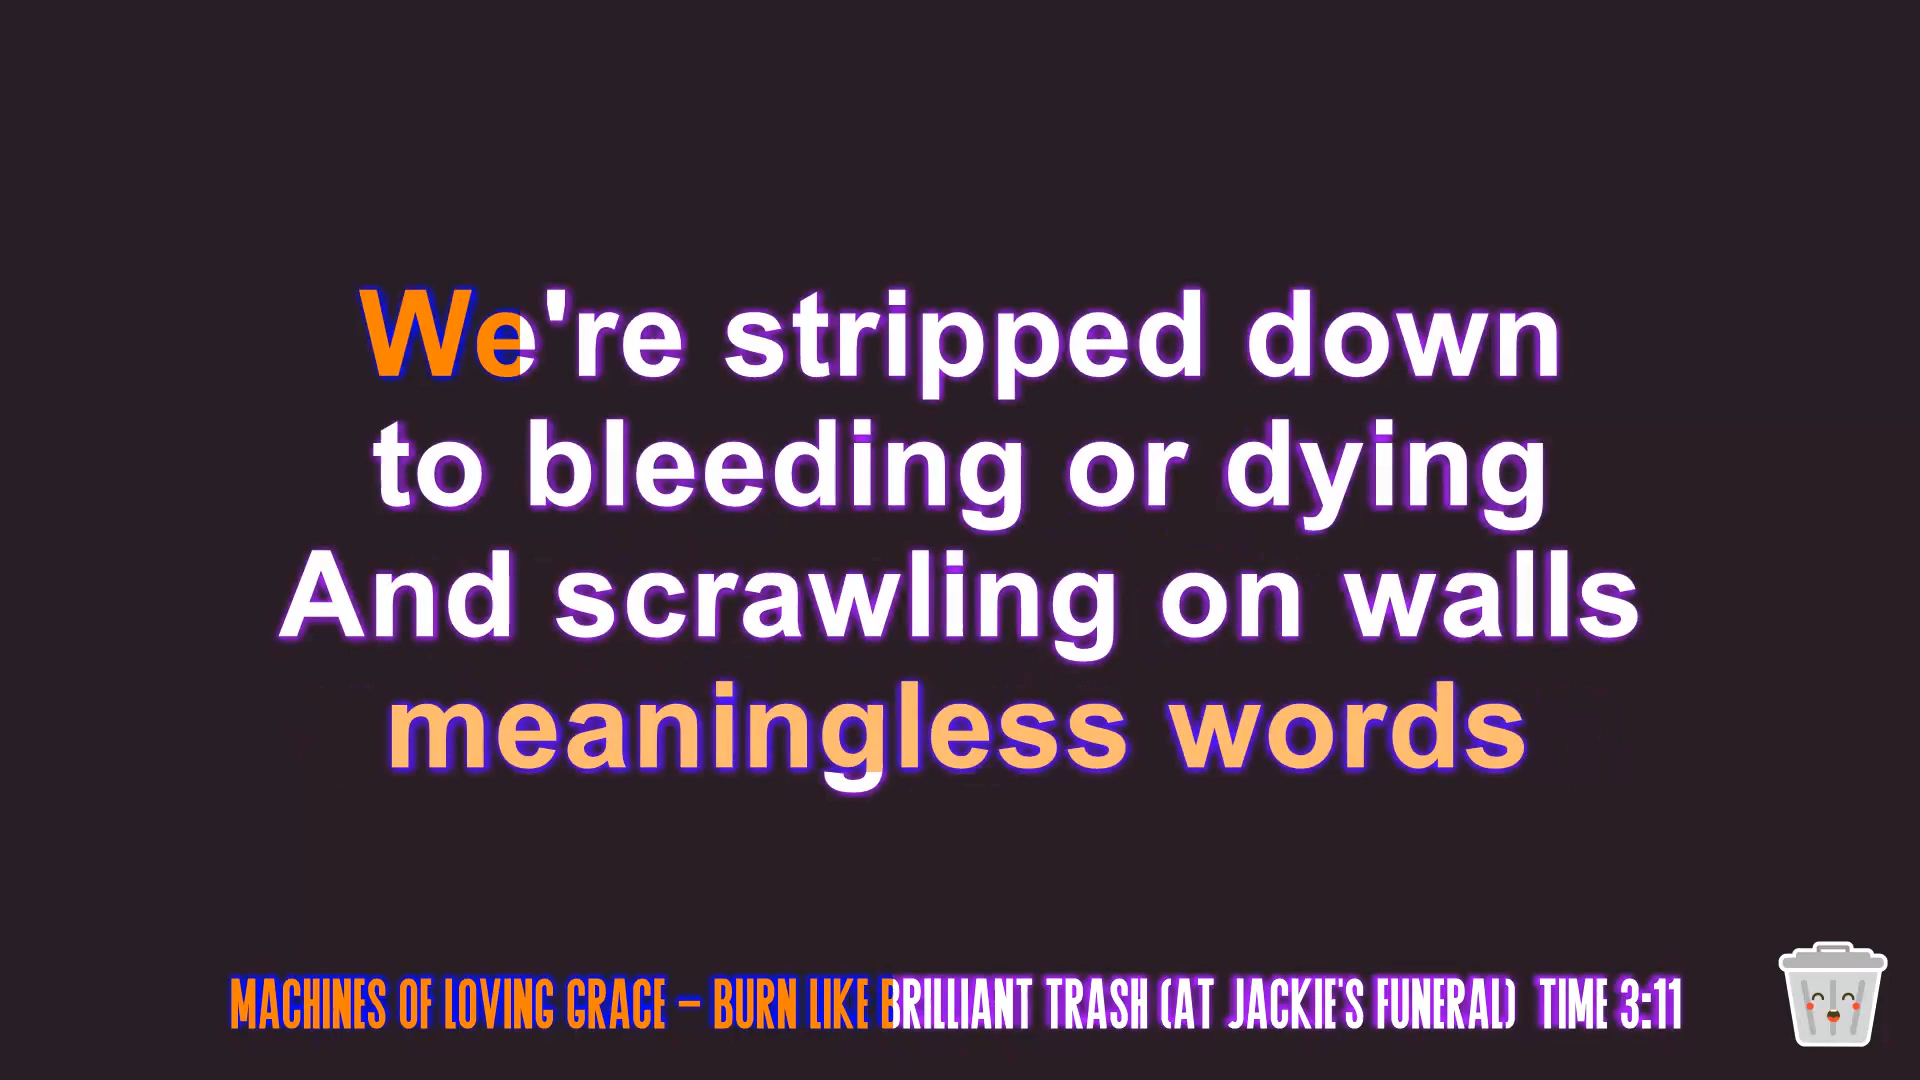 We're stripped down
to bleeding or dying
And scrawling on walls
meaningless words
MACHINES OF LOVING GRACE – BURN LIKE BRILLIANT TRASH (AT JACKIE'S FUNERAL) TIME 3:11